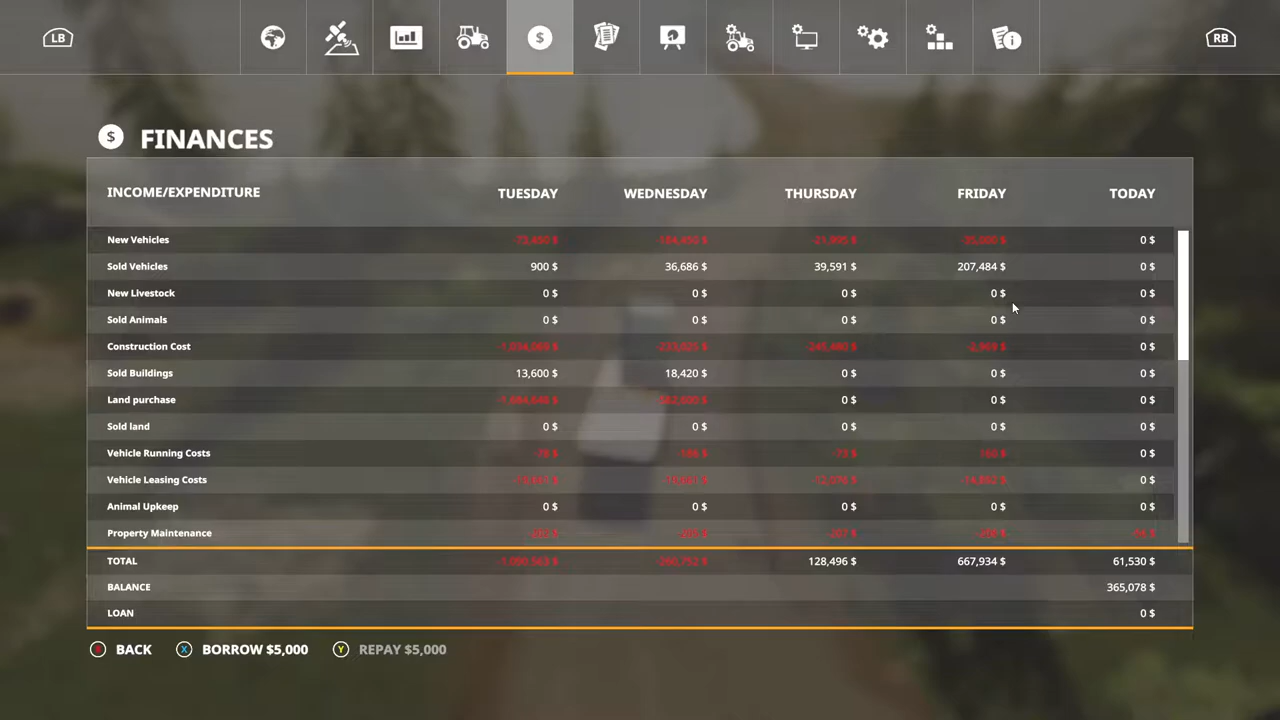 LB
RB
$ FINANCES
INCOME/EXPENDITURE TUESDAY WEDNESDAY THURSDAY FRIDAY TODAY
New Vehicles 0 $
Sold Vehicles 900 $ 36,686 $ 39,591 $ 207,484 $ 0 $
New Livestock 0 $ 0 $ 0 $ 0 $ 0 $
Sold Animals 0 $ 0 $ 0 $ 0 $ 0 $
Construction Cost 0 $
Sold Buildings 13,600 $ 18,420 $ 0 $ 0 $ 0 $
Land purchase 0 $ 0 $ 0 $
Sold land 0 $ 0 $ 0 $ 0 $ 0 $
Vehicle Running Costs 0 $
Vehicle Leasing Costs 0 $
Animal Upkeep 0 $ 0 $ 0 $ 0 $ 0 $
Property Maintenance
TOTAL 128,496 $ 667,934 $ 61,530 $
BALANCE 365,078 $
LOAN 0 $
BACK X BORROW $5,000 Y REPAY $5,000